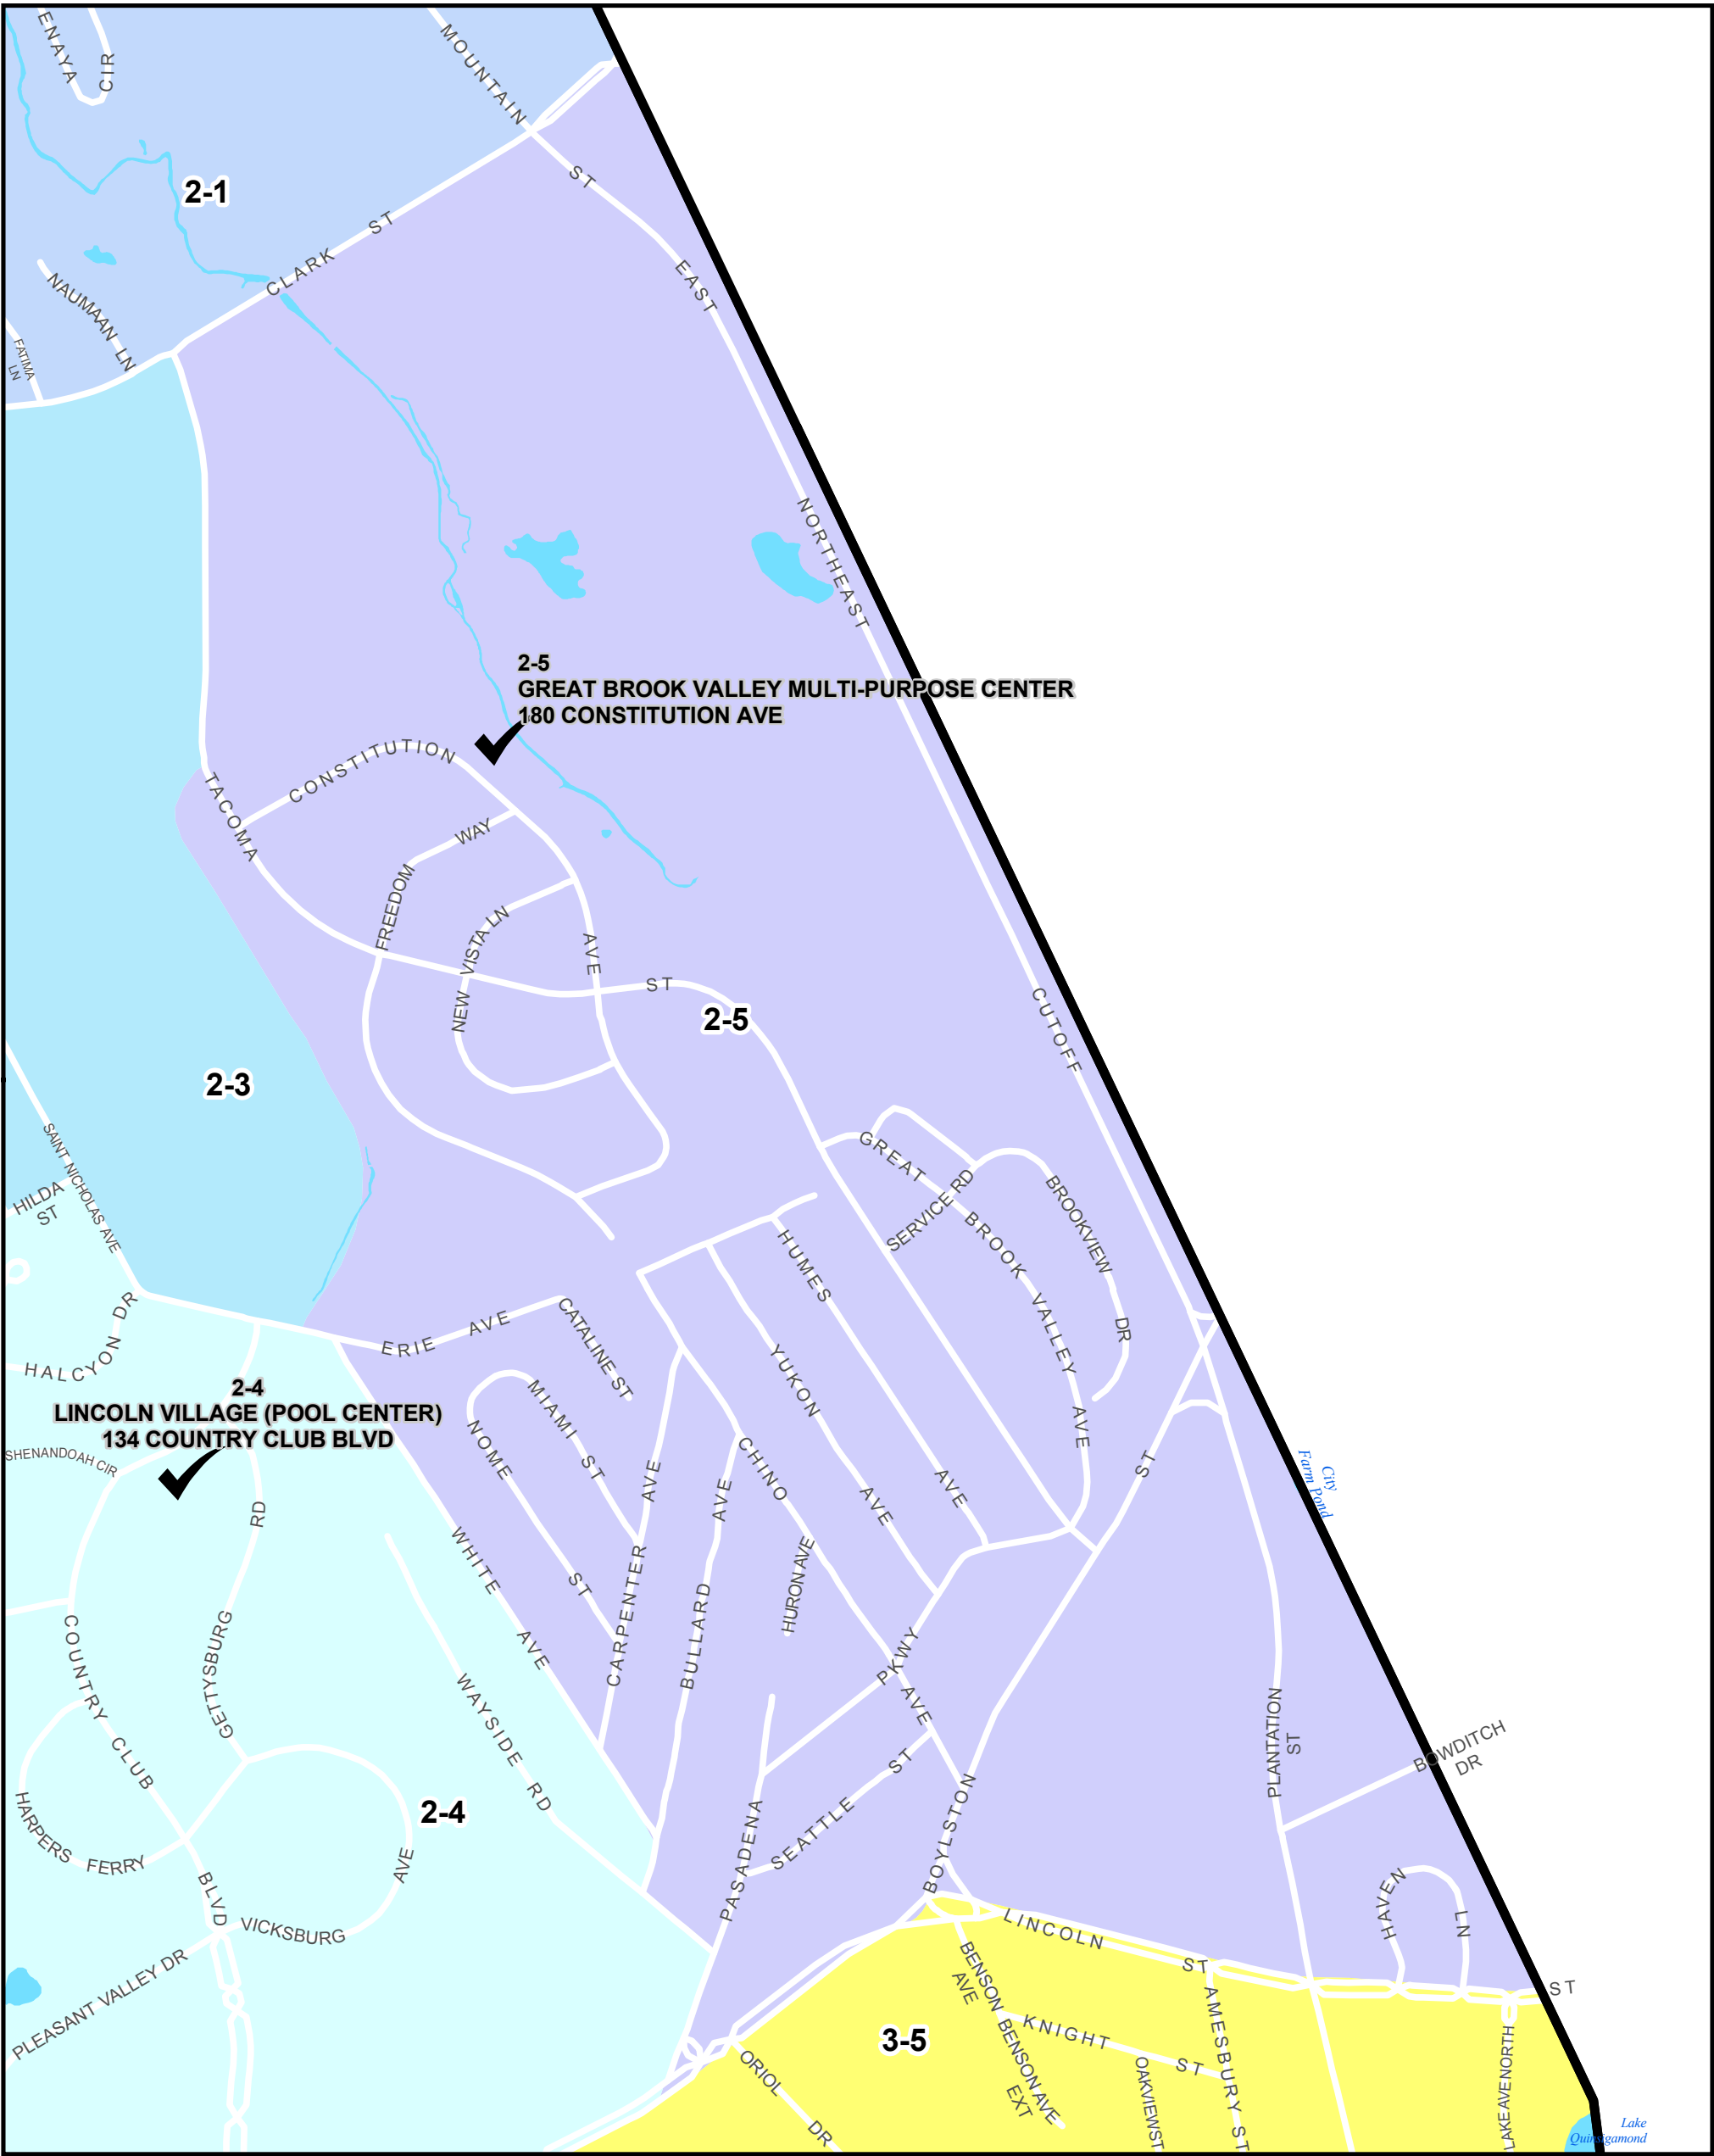 ENAYA
CIR
MOUNTAIN
ST
EAST
2-1
CLARK ST
NAUMAAN LN
FATIMA
LN
NORTHEAST
2-5
GREAT BROOK VALLEY MULTI-PURPOSE CENTER
180 CONSTITUTION AVE
CONSTITUTION
TACOMA
WAY
FREEDOM
NEW VISTA LN
AVE
ST
2-5
CUTOFF
2-3
SAINT NICHOLAS AVE
HILDA
ST
GREAT BROOK VALLEY AVE
SERVICE RD
BROOKVIEW DR
HUMES AVE
HALCYON DR
ERIE AVE
CATALINE ST
YUKON AVE
2-4
LINCOLN VILLAGE (POOL CENTER)
134 COUNTRY CLUB BLVD
SHENANDOAH CIR
MIAMI ST
NOME ST
CHINO AVE
CARPENTER AVE
BULLARD AVE
HURON AVE
ST
City
Farm Pond
RD
GETTYSBURG
WHITE AVE
WAYSIDE RD
COUNTRY CLUB BLVD
PKWY
PLANTATION
ST
BOWDITCH
DR
HARPERS FERRY
2-4
AVE
VICKSBURG
PASADENA
SEATTLE ST
BOYLSTON
HAVEN LN
PLEASANT VALLEY DR
LINCOLN ST
ST
BENSON
AVE
BENSON AVE
EXT
KNIGHT ST
AMESBURY ST
3-5
ORIOL DR
OAKVIEW ST
LAKE AVE NORTH
Lake
Quinsigamond